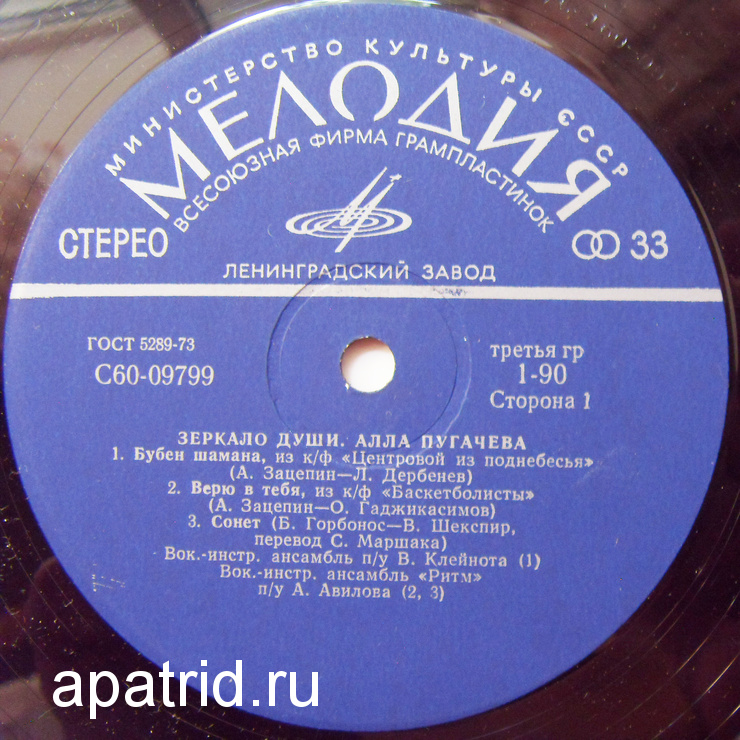 МИНИСТЕРСТВО КУЛЬТУРЫ СССР
МЕЛОДИЯ
ВСЕСОЮЗНАЯ ФИРМА ГРАМПЛАСТИНОК
СТЕРЕО 33
ЛЕНИНГРАДСКИЙ ЗАВОД
ГОСТ 5289-73
С60-09799
третья гр
1-90
Сторона 1
ЗЕРКАЛО ДУШИ. АЛЛА ПУГАЧЕВА
1. Бубен шамана, из к/ф «Центровой из поднебесья»
(А. Зацепин—Л. Дербенев)
2. Верю в тебя, из к/ф «Баскетболисты»
(А. Зацепин—О. Гаджикасимов)
3. Сонет (Б. Горбонос—В. Шекспир,
перевод С. Маршака)
Вок.-инстр. ансамбль п/у В. Клейнота (1)
Вок.-инстр. ансамбль «Ритм»
п/у А. Авилова (2, 3)
apatrid.ru